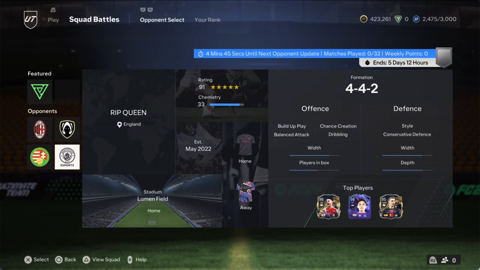 Play
Squad Battles
Opponent Select
Your Rank
423,261
0
2,475/3,000
4 Mins 45 Secs Until Next Opponent Update | Matches Played: 0/32 | Weekly Points: 0
Ends: 5 Days 12 Hours
Featured
Opponents
RIP QUEEN
England
Rating
91
Chemistry
33
Est.
May 2022
Home
Away
Stadium
Lumen Field
Home
Formation
4-4-2
Offence
Defence
Build Up Play
Balanced Attack
Chance Creation
Dribbling
Style
Conservative Defence
Width
Width
Players in box
Depth
Top Players
Select
Back
View Squad
Help
0